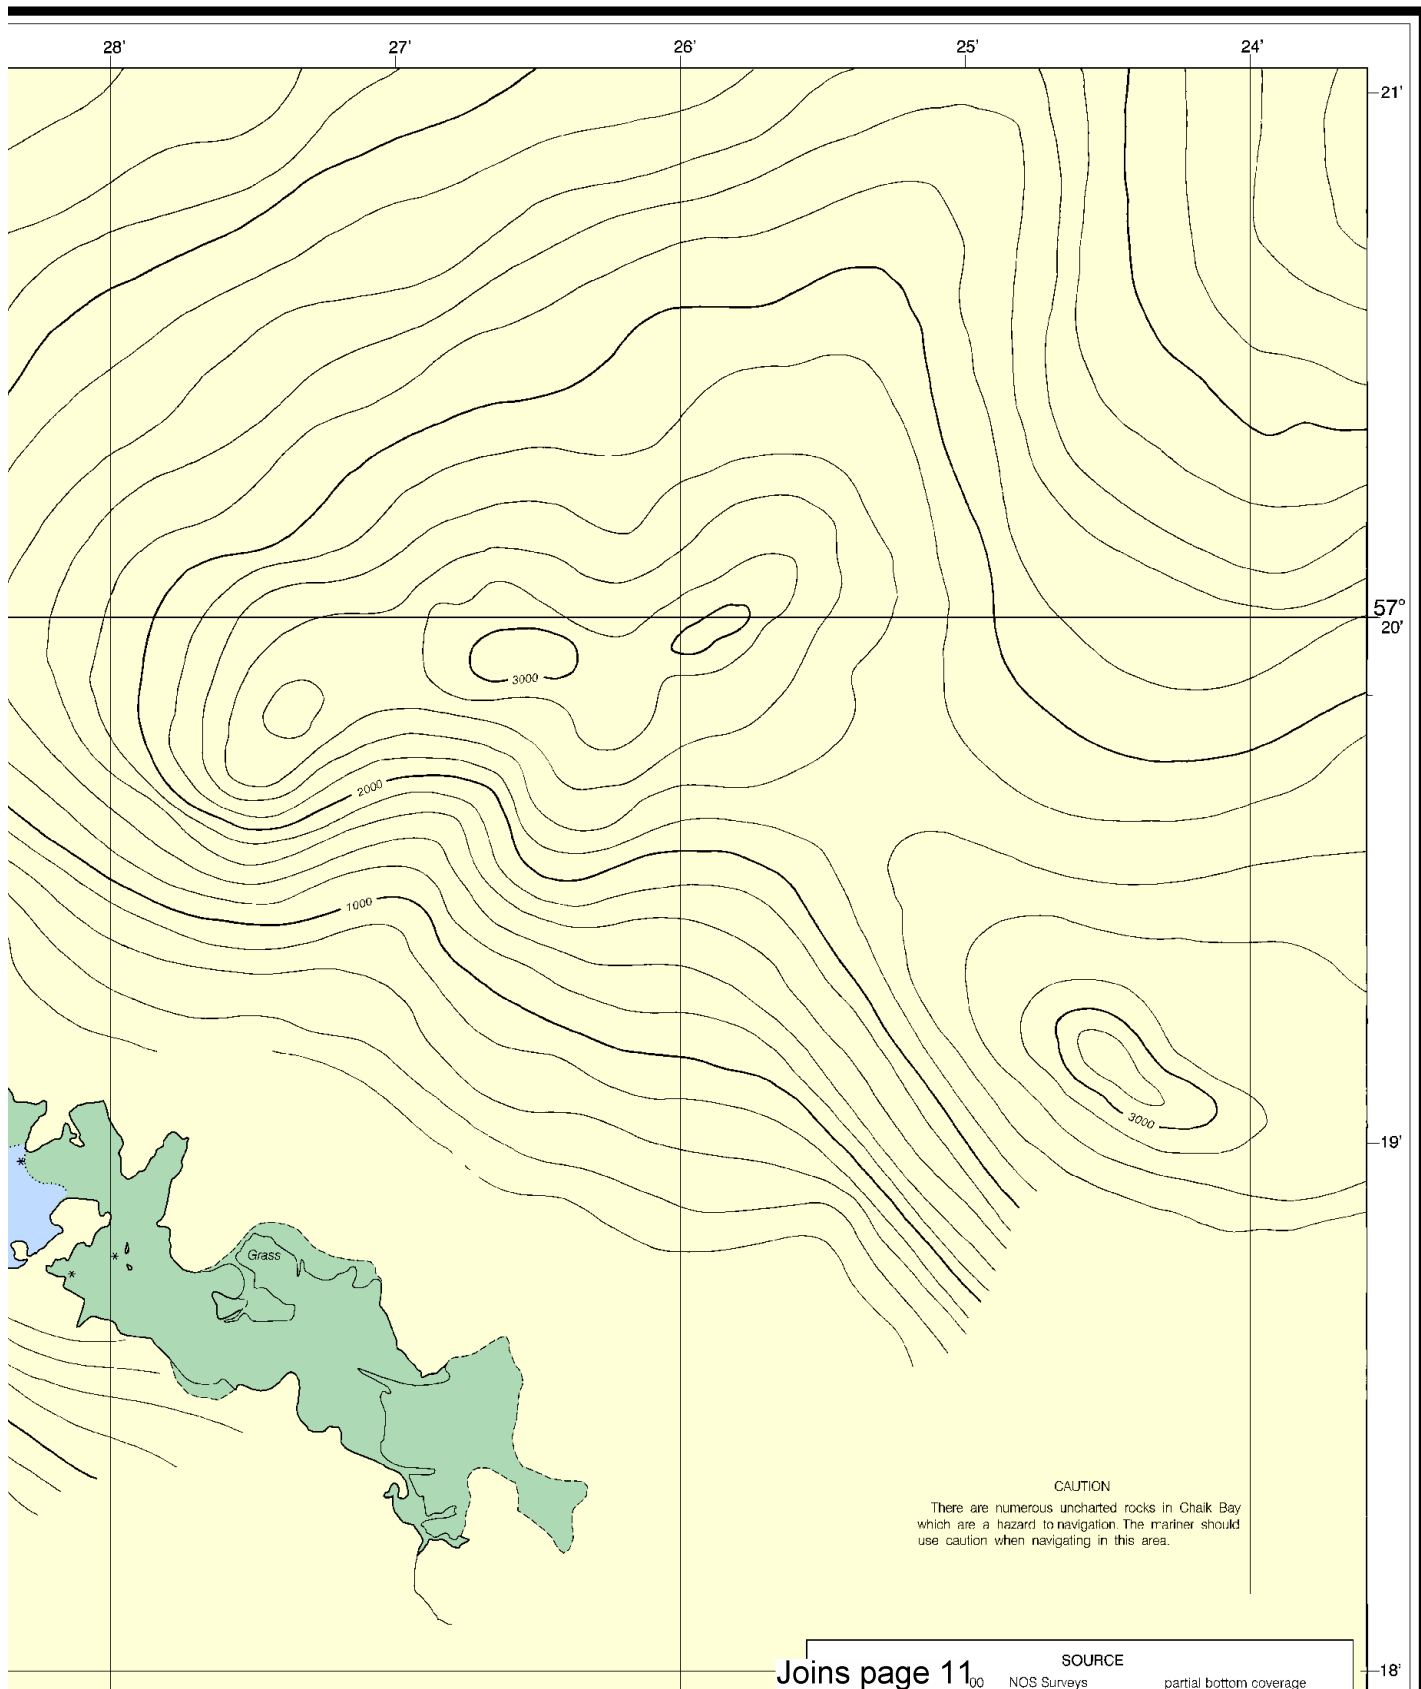 28'
27'
26'
25'
24'
21'
57°
20'
3000
2000
1000
3000
19'
Grass
CAUTION
There are numerous uncharted rocks in Chaik Bay
which are a hazard to navigation. The mariner should
use caution when navigating in this area.
SOURCE
18'
Joins page 11
00 NOS Surveys partial bottom coverage